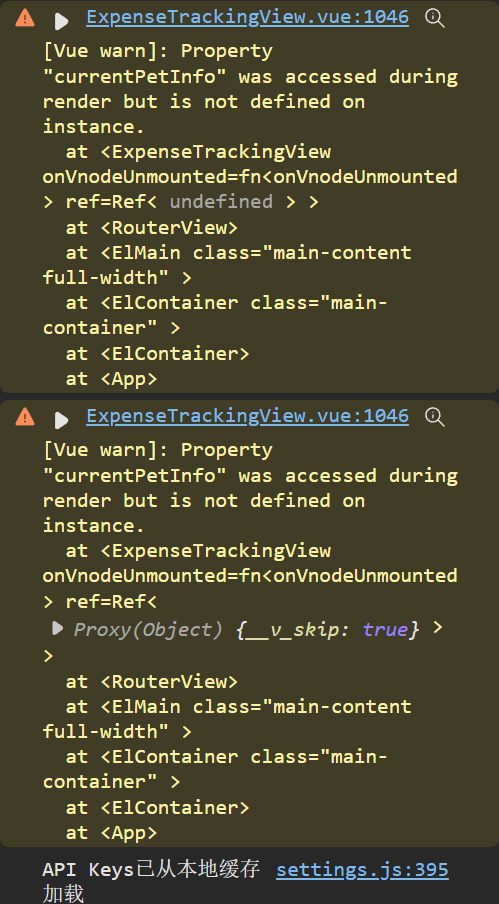 ExpenseTrackingView.vue:1046
[Vue warn]: Property
"currentPetInfo" was accessed during
render but is not defined on
instance.
at <ExpenseTrackingView
onVnodeUnmounted=fn<onVnodeUnmounted
> ref=Ref< undefined > >
at <RouterView>
at <ElMain class="main-content
full-width" >
at <ElContainer class="main-
container" >
at <ElContainer>
at <App>
ExpenseTrackingView.vue:1046
[Vue warn]: Property
"currentPetInfo" was accessed during
render but is not defined on
instance.
at <ExpenseTrackingView
onVnodeUnmounted=fn<onVnodeUnmounted
> ref=Ref<
Proxy(Object) {__v_skip: true} >
>
at <RouterView>
at <ElMain class="main-content
full-width" >
at <ElContainer class="main-
container" >
at <ElContainer>
at <App>
API Keys已从本地缓存 settings.js:395
加载